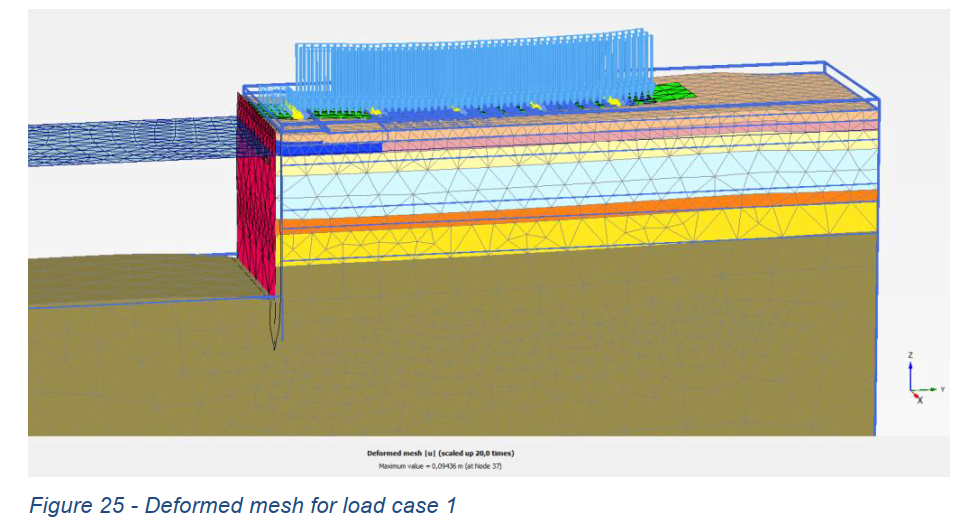 Z
Y
X
Deformed mesh |u| (scaled up 20,0 times)
Maximum value = 0,09436 m (at Node 37)
Figure 25 - Deformed mesh for load case 1